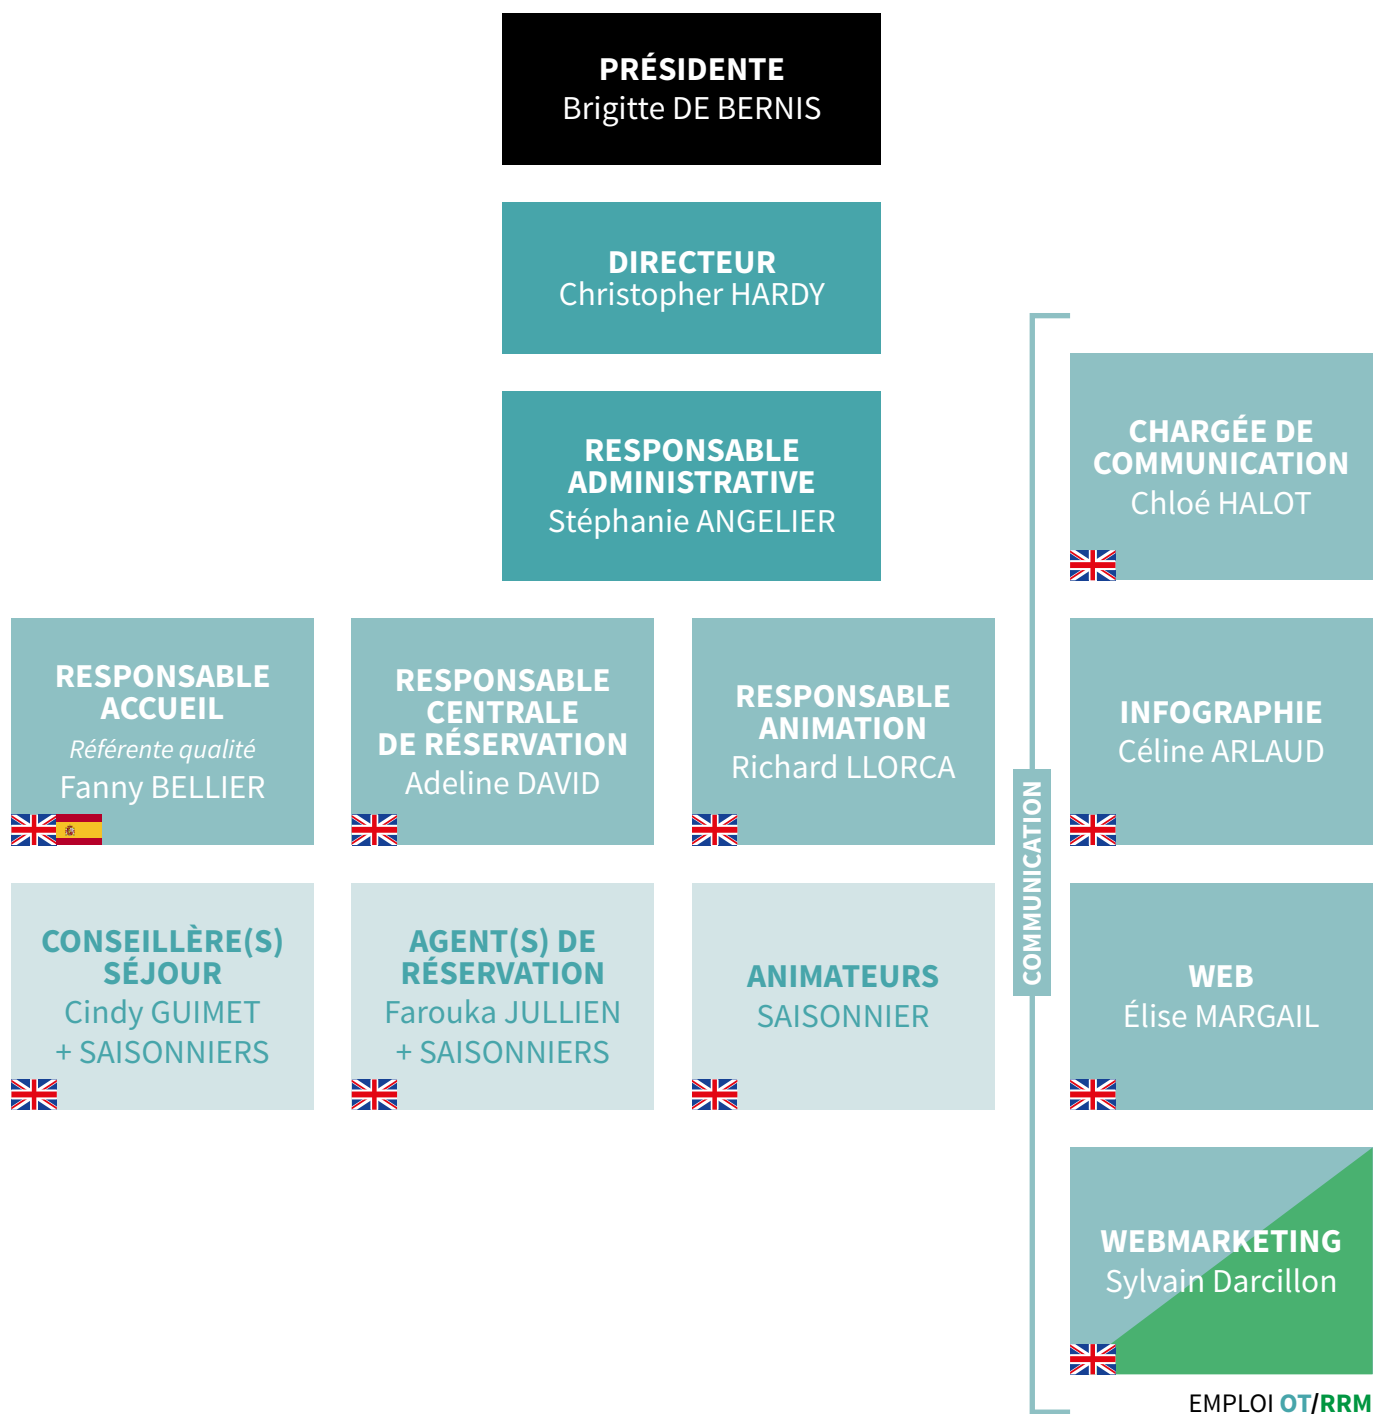 PRÉSIDENTE
Brigitte DE BERNIS
DIRECTEUR
Christopher HARDY
RESPONSABLE
ADMINISTRATIVE
Stéphanie ANGELIER
RESPONSABLE
ACCUEIL
Référente qualité
Fanny BELLIER
RESPONSABLE
CENTRALE
DE RÉSERVATION
Adeline DAVID
RESPONSABLE
ANIMATION
Richard LLORCA
CONSEILLÈRE(S)
SÉJOUR
Cindy GUIMET
+ SAISONNIERS
AGENT(S) DE
RÉSERVATION
Farouka JULLIEN
+ SAISONNIERS
ANIMATEURS
SAISONNIER
COMMUNICATION
CHARGÉE DE
COMMUNICATION
Chloé HALOT
INFOGRAPHIE
Céline ARLAUD
WEB
Élise MARGAIL
WEBMARKETING
Sylvain Darcillon
EMPLOI OT/RRM